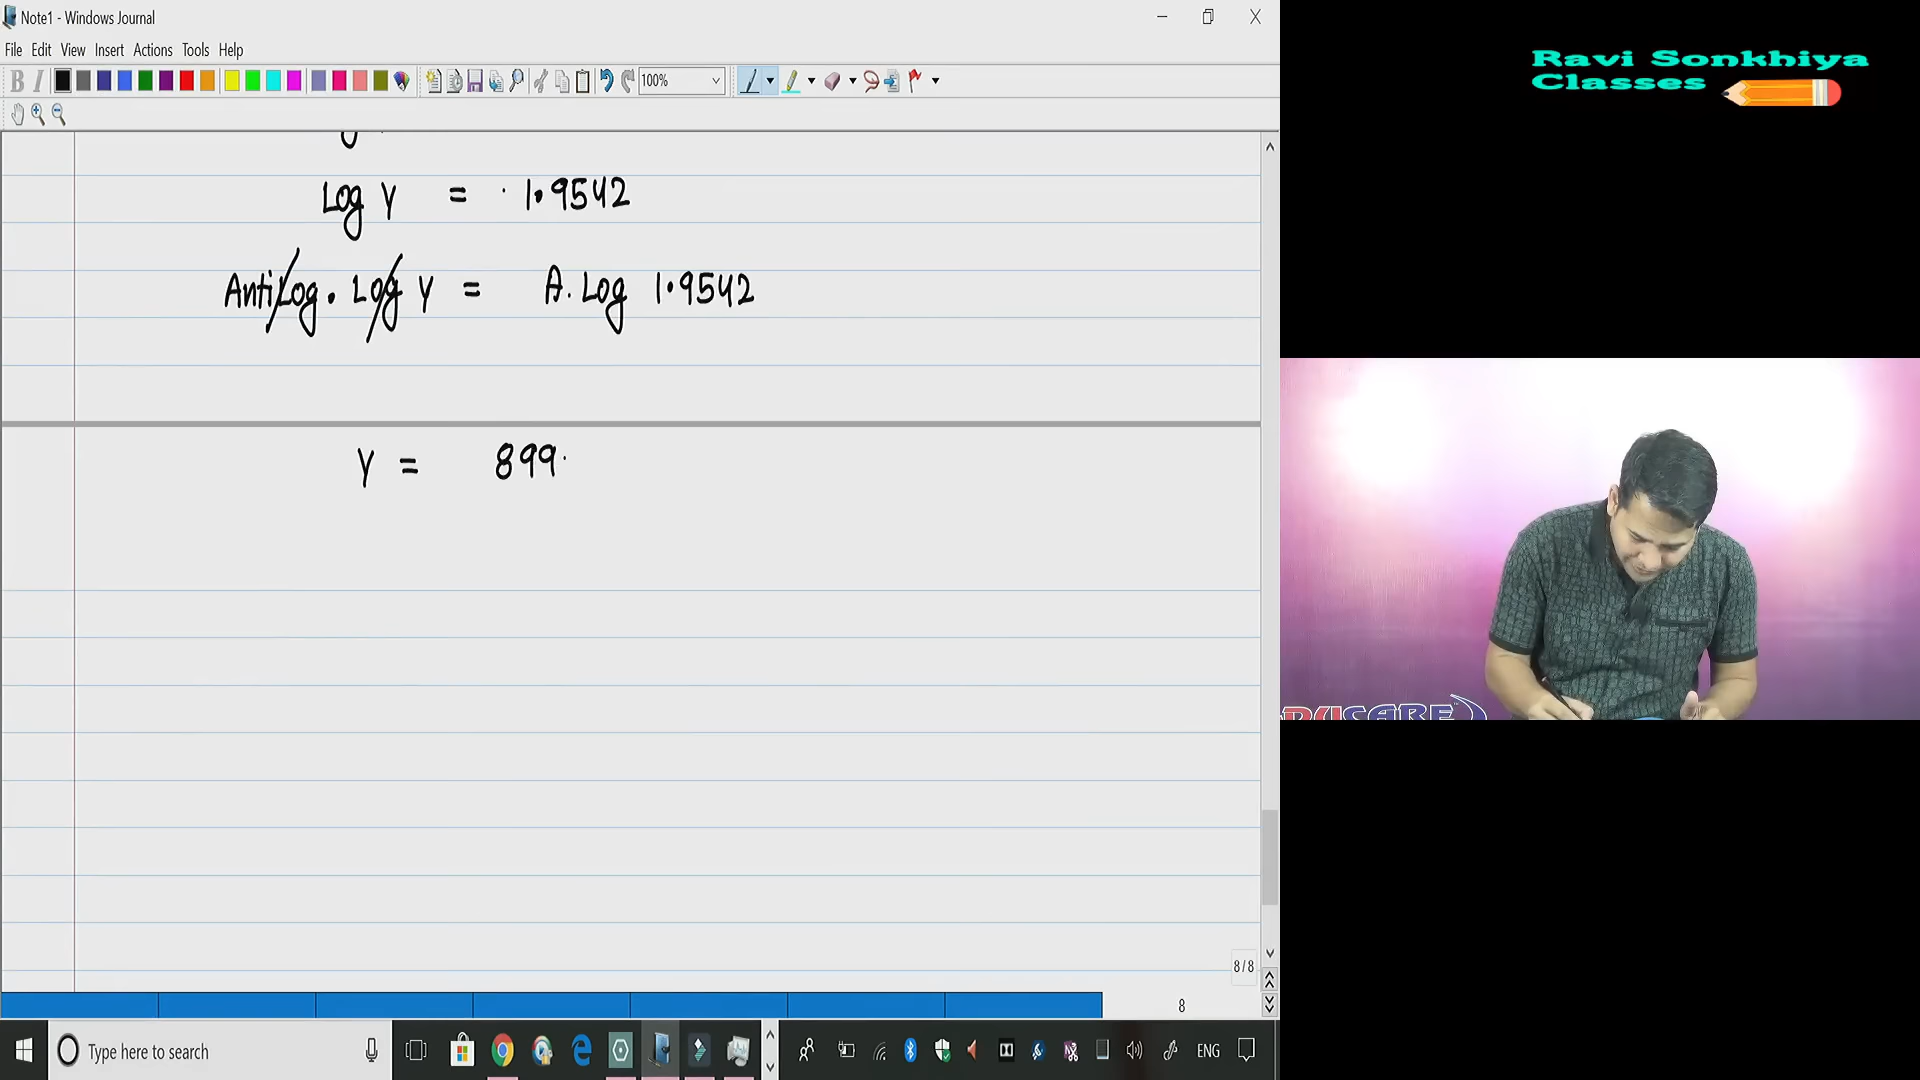 Note1 - Windows Journal
File Edit View Insert Actions Tools Help
100%
Log y = 1.9542
AntiLog. Log y = A. Log 1.9542
y = 899.
8/8
8
Type here to search
ENG
Ravi Sonkhiya
Classes